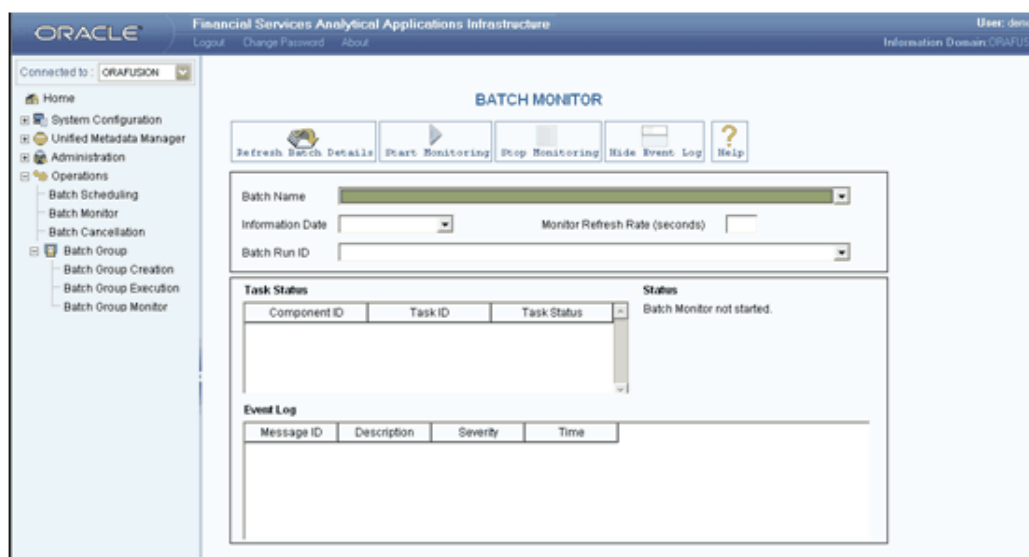 ORACLE
Financial Services Analytical Applications Infrastructure
User:
Logout Change Password About
Information Domain:ORAFUS
Connected to : ORAFUSION
Home
System Configuration
Unified Metadata Manager
Administration
Operations
Batch Scheduling
Batch Monitor
Batch Cancellation
Batch Group
Batch Group Creation
Batch Group Execution
Batch Group Monitor
BATCH MONITOR
Refresh Batch Details Start Monitoring Stop Monitoring Hide Event Log Help
Batch Name
Information Date Monitor Refresh Rate (seconds)
Batch Run ID
Task Status Status
Component ID Task ID Task Status Batch Monitor not started.
Event Log
Message ID Description Severity Time